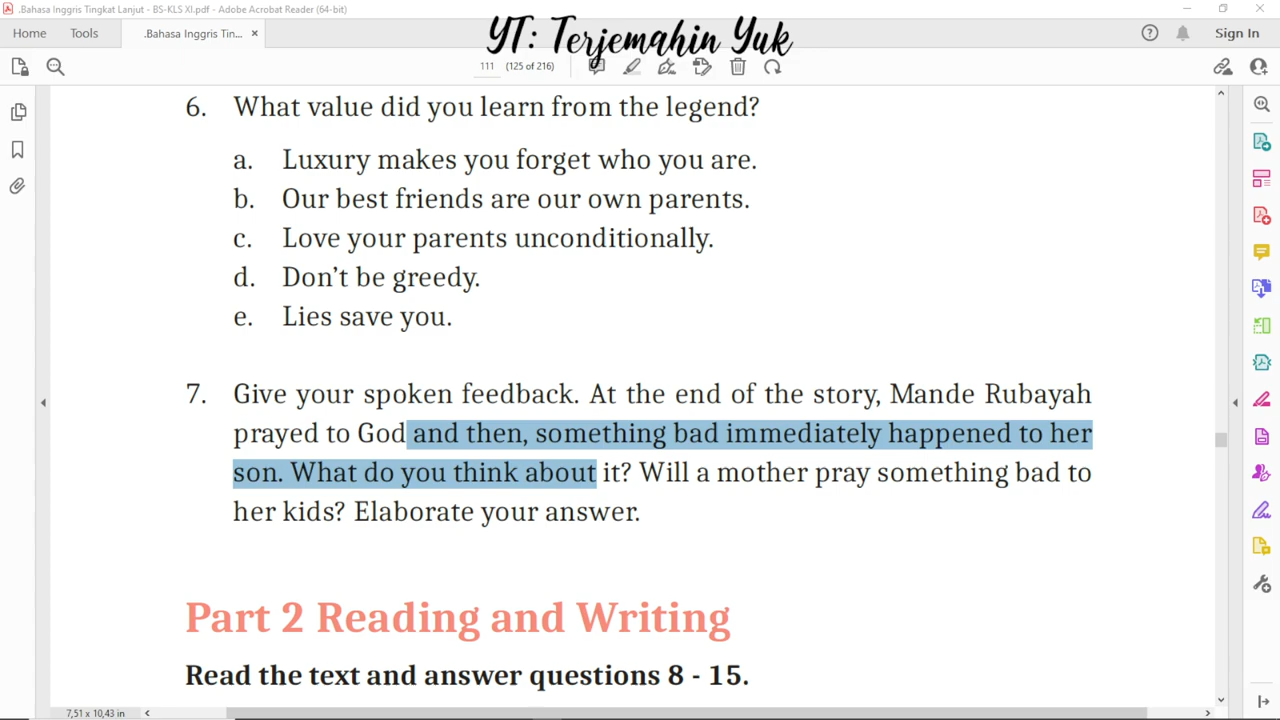 .Bahasa Inggris Tingkat Lanjut - BS-KLS XI.pdf - Adobe Acrobat Reader (64-bit)
YT: Terjemahin Yuk
Home Tools .Bahasa Inggris Tin... × Sign In
111 (125 of 216)
6. What value did you learn from the legend?
a. Luxury makes you forget who you are.
b. Our best friends are our own parents.
c. Love your parents unconditionally.
d. Don’t be greedy.
e. Lies save you.
7. Give your spoken feedback. At the end of the story, Mande Rubayah
prayed to God and then, something bad immediately happened to her
son. What do you think about it? Will a mother pray something bad to
her kids? Elaborate your answer.
Part 2 Reading and Writing
Read the text and answer questions 8 - 15.
7,51 x 10,43 in